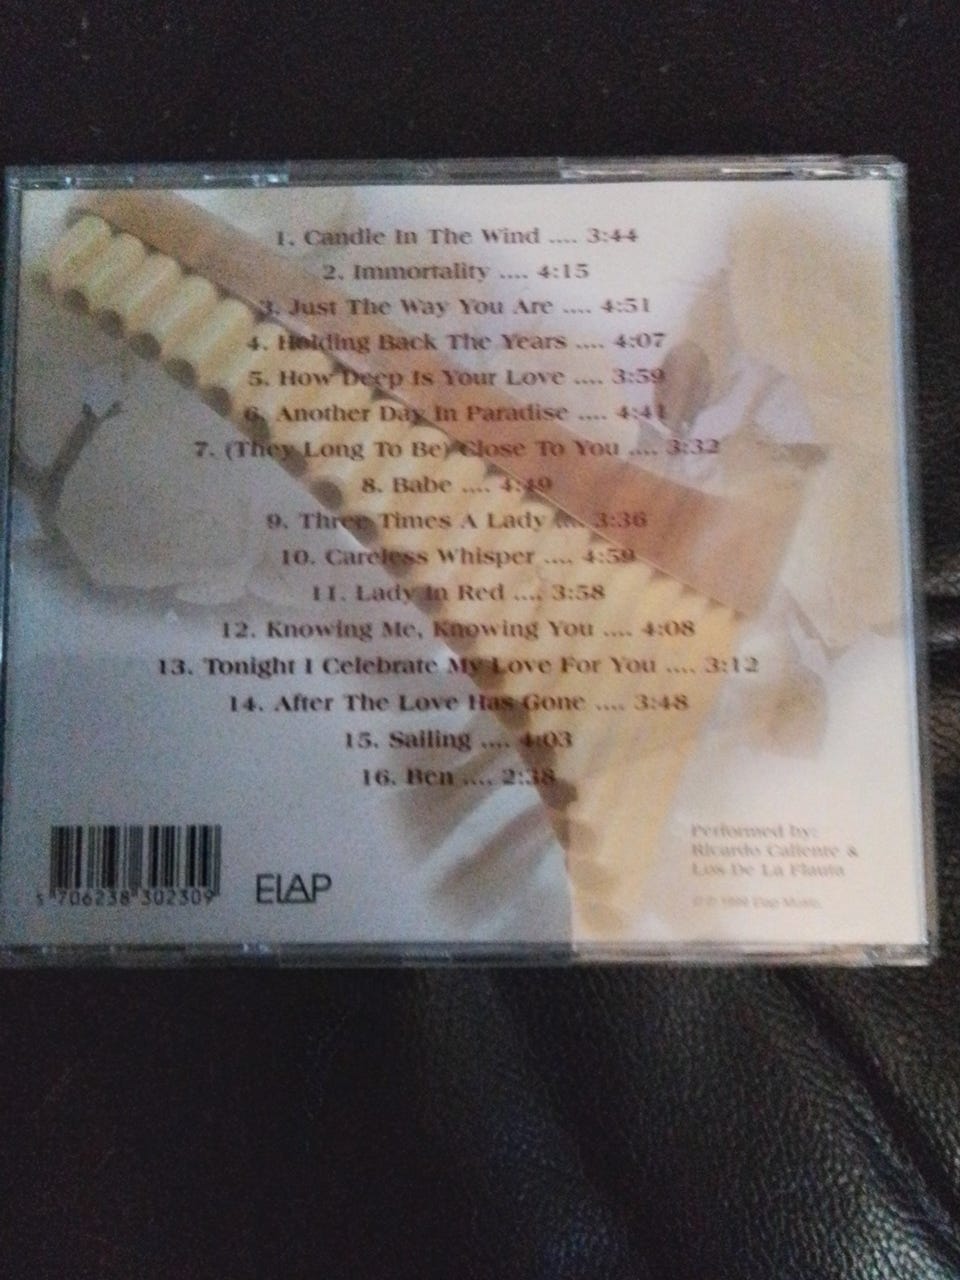 1. Candle In The Wind .... 3:44
2. Immortality .... 4:15
3. Just The Way You Are .... 4:51
4. Holding Back The Years .... 4:07
5. How Deep Is Your Love .... 3:59
6. Another Day In Paradise .... 4:41
7. (They Long To Be) Close To You .... 3:32
8. Babe .... 4:49
9. Three Times A Lady .... 3:36
10. Careless Whisper .... 4:59
11. Lady In Red .... 3:58
12. Knowing Me, Knowing You .... 4:08
13. Tonight I Celebrate My Love For You .... 3:12
14. After The Love Has Gone .... 3:48
15. Sailing .... 4:03
16. Ben .... 2:38
Performed by:
Ricardo Caliente &
Los De La Flauta
Elap Music
5 706238 302309
ELAP